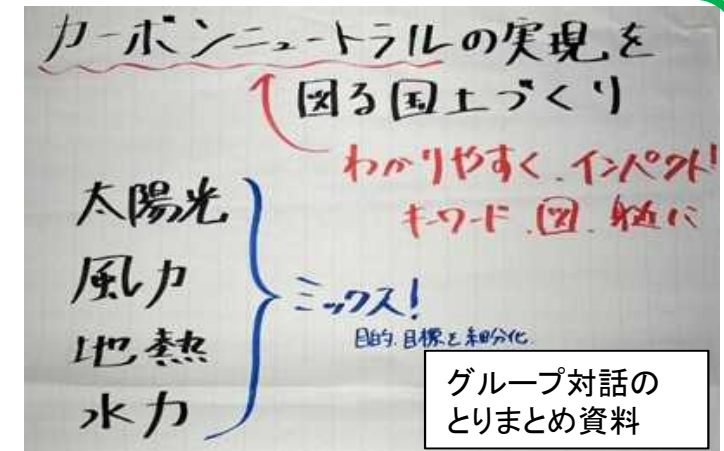 カーボンニュートラルの実現を
図る国土づくり
わかりやすく、インパクト!
キーワード、図、身近に
太陽光
風力
地熱
水力
ミックス!
目的、目標を細分化
グループ対話の
とりまとめ資料